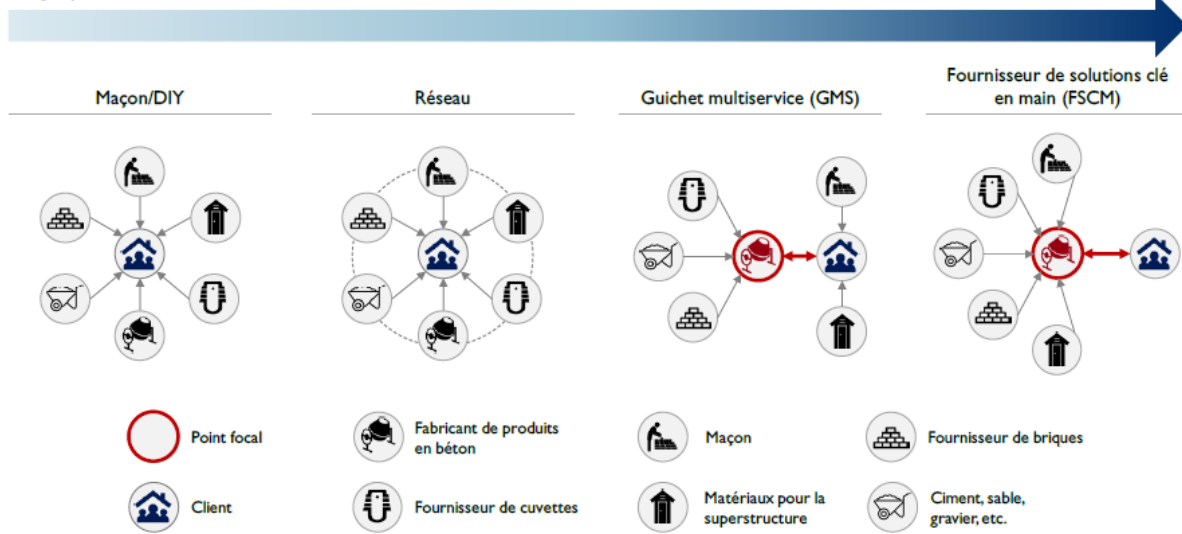 Maçon/DIY
Réseau
Guichet multiservice (GMS)
Fournisseur de solutions clé
en main (FSCM)
Point focal
Fabricant de produits
en béton
Maçon
Fournisseur de briques
Client
Fournisseur de cuvettes
Matériaux pour la
superstructure
Ciment, sable,
gravier, etc.